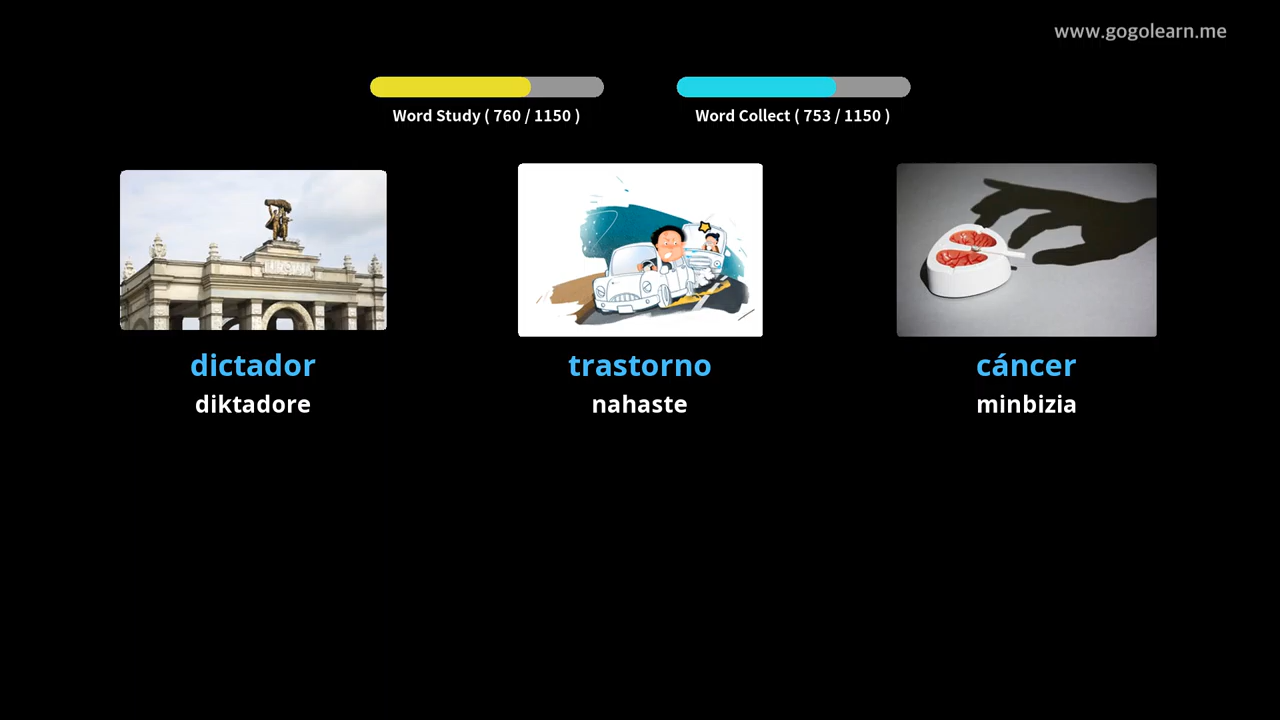 www.gogolearn.me
Word Study ( 760 / 1150 )
Word Collect ( 753 / 1150 )
dictador
trastorno
cáncer
diktadore
nahaste
minbizia